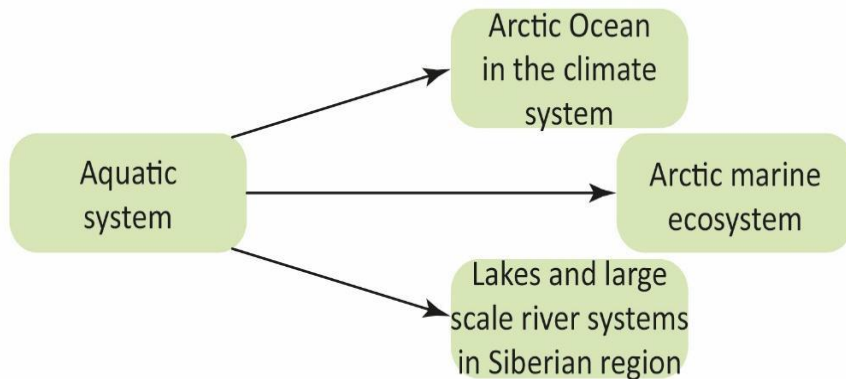 Aquatic
system
Arctic Ocean
in the climate
system
Arctic marine
ecosystem
Lakes and large
scale river systems
in Siberian region